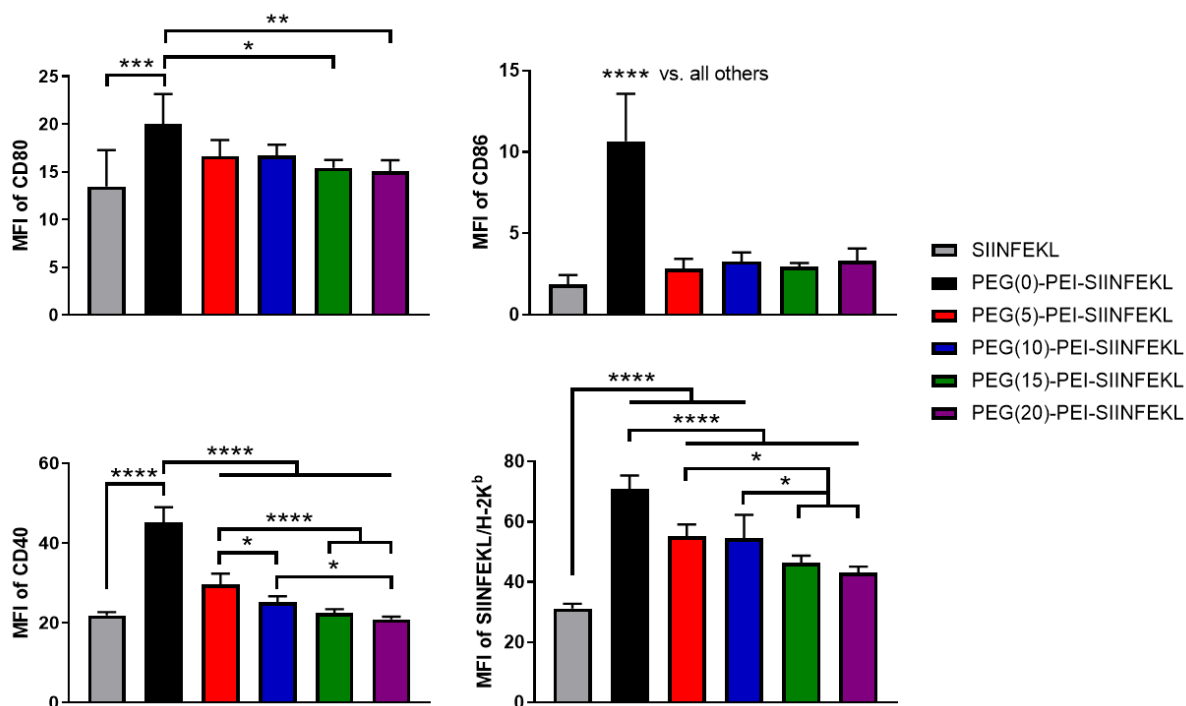 **
*
***
25
20
15
10
5
0
MFI of CD80
**** vs. all others
15
10
5
0
MFI of CD86
SIINFEKL
PEG(0)-PEI-SIINFEKL
PEG(5)-PEI-SIINFEKL
PEG(10)-PEI-SIINFEKL
PEG(15)-PEI-SIINFEKL
PEG(20)-PEI-SIINFEKL
****
****
****
*
*
60
40
20
0
MFI of CD40
****
****
*
*
80
60
40
20
0
MFI of SIINFEKL/H-2Kᵇ